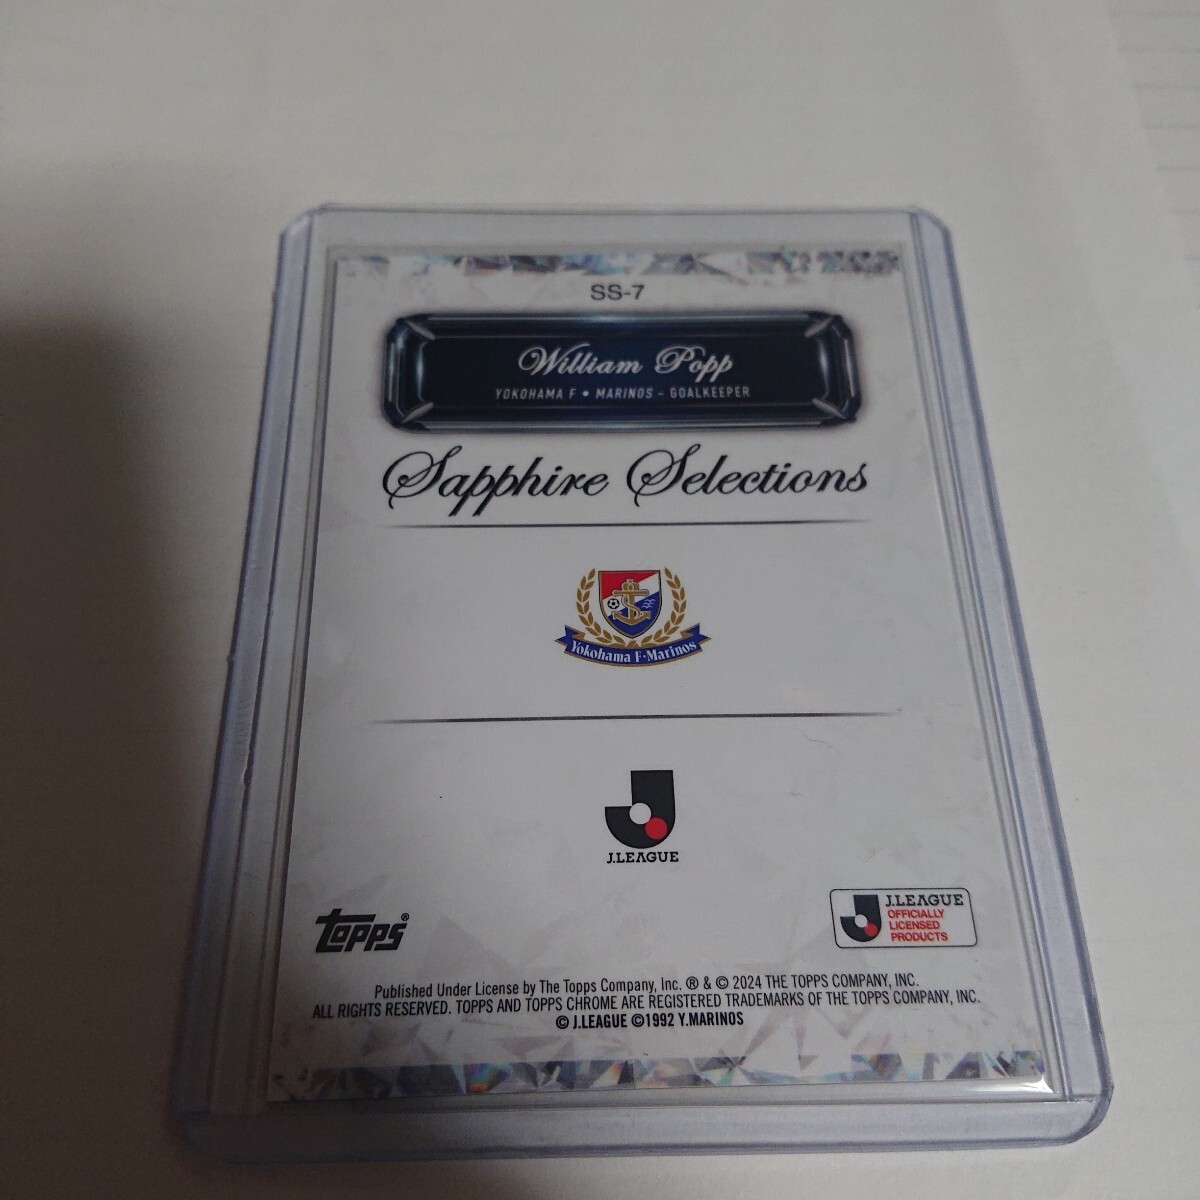 SS-7
William Popp
YOKOHAMA F • MARINOS - GOALKEEPER
Sapphire Selections
Yokohama F·Marinos
J.LEAGUE
topps®
J.LEAGUE
OFFICIALLY
LICENSED
PRODUCTS
Published Under License by The Topps Company, Inc. ® & © 2024 THE TOPPS COMPANY, INC.
ALL RIGHTS RESERVED. TOPPS AND TOPPS CHROME ARE REGISTERED TRADEMARKS OF THE TOPPS COMPANY, INC.
© J.LEAGUE ©1992 Y.MARINOS